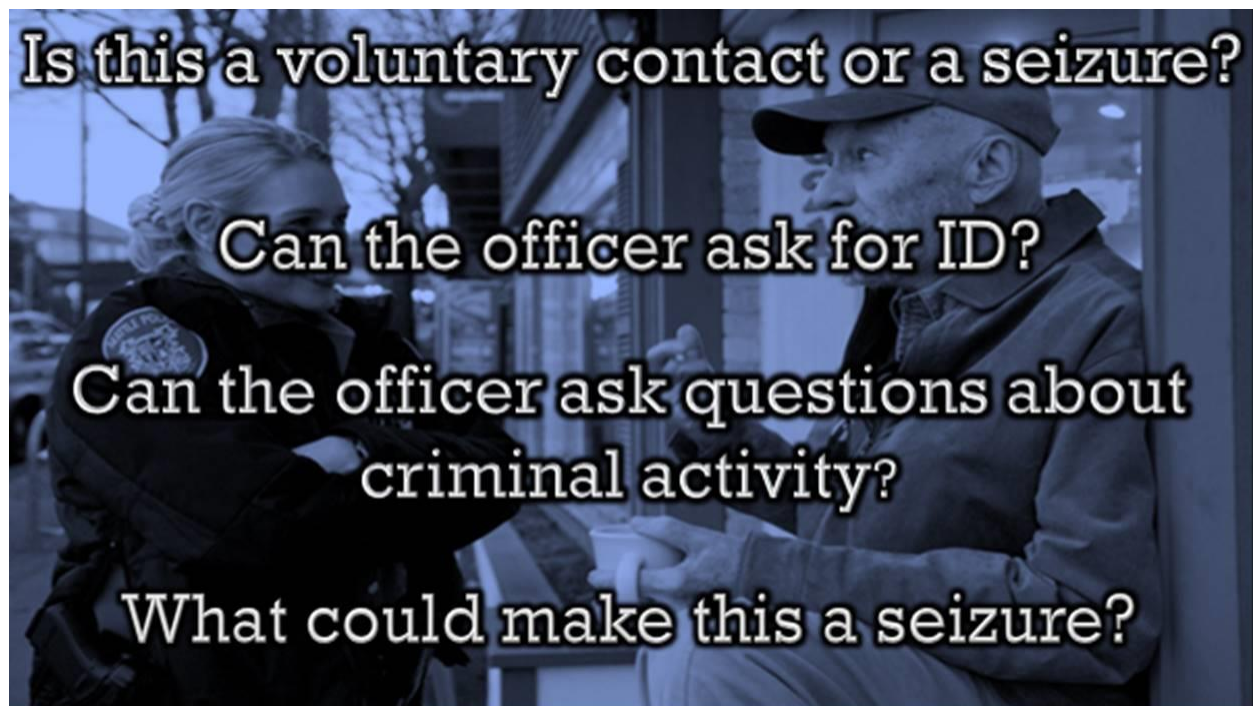 Is this a voluntary contact or a seizure?
Can the officer ask for ID?
Can the officer ask questions about
criminal activity?
What could make this a seizure?